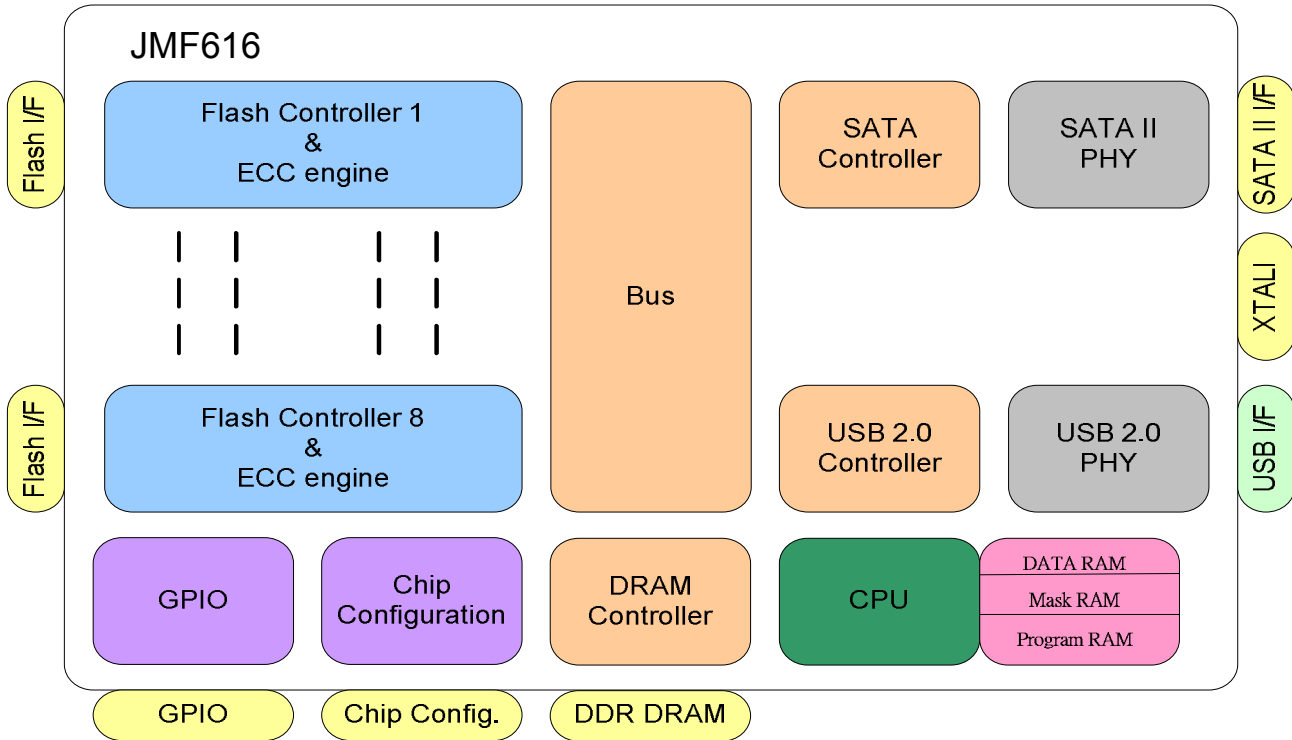 JMF616
Flash I/F
Flash Controller 1
&
ECC engine
Bus
SATA
Controller
SATA II
PHY
SATA II I/F
XTALI
Flash I/F
Flash Controller 8
&
ECC engine
USB 2.0
Controller
USB 2.0
PHY
USB I/F
GPIO
Chip
Configuration
DRAM
Controller
CPU
DATA RAM
Mask RAM
Program RAM
GPIO
Chip Config.
DDR DRAM